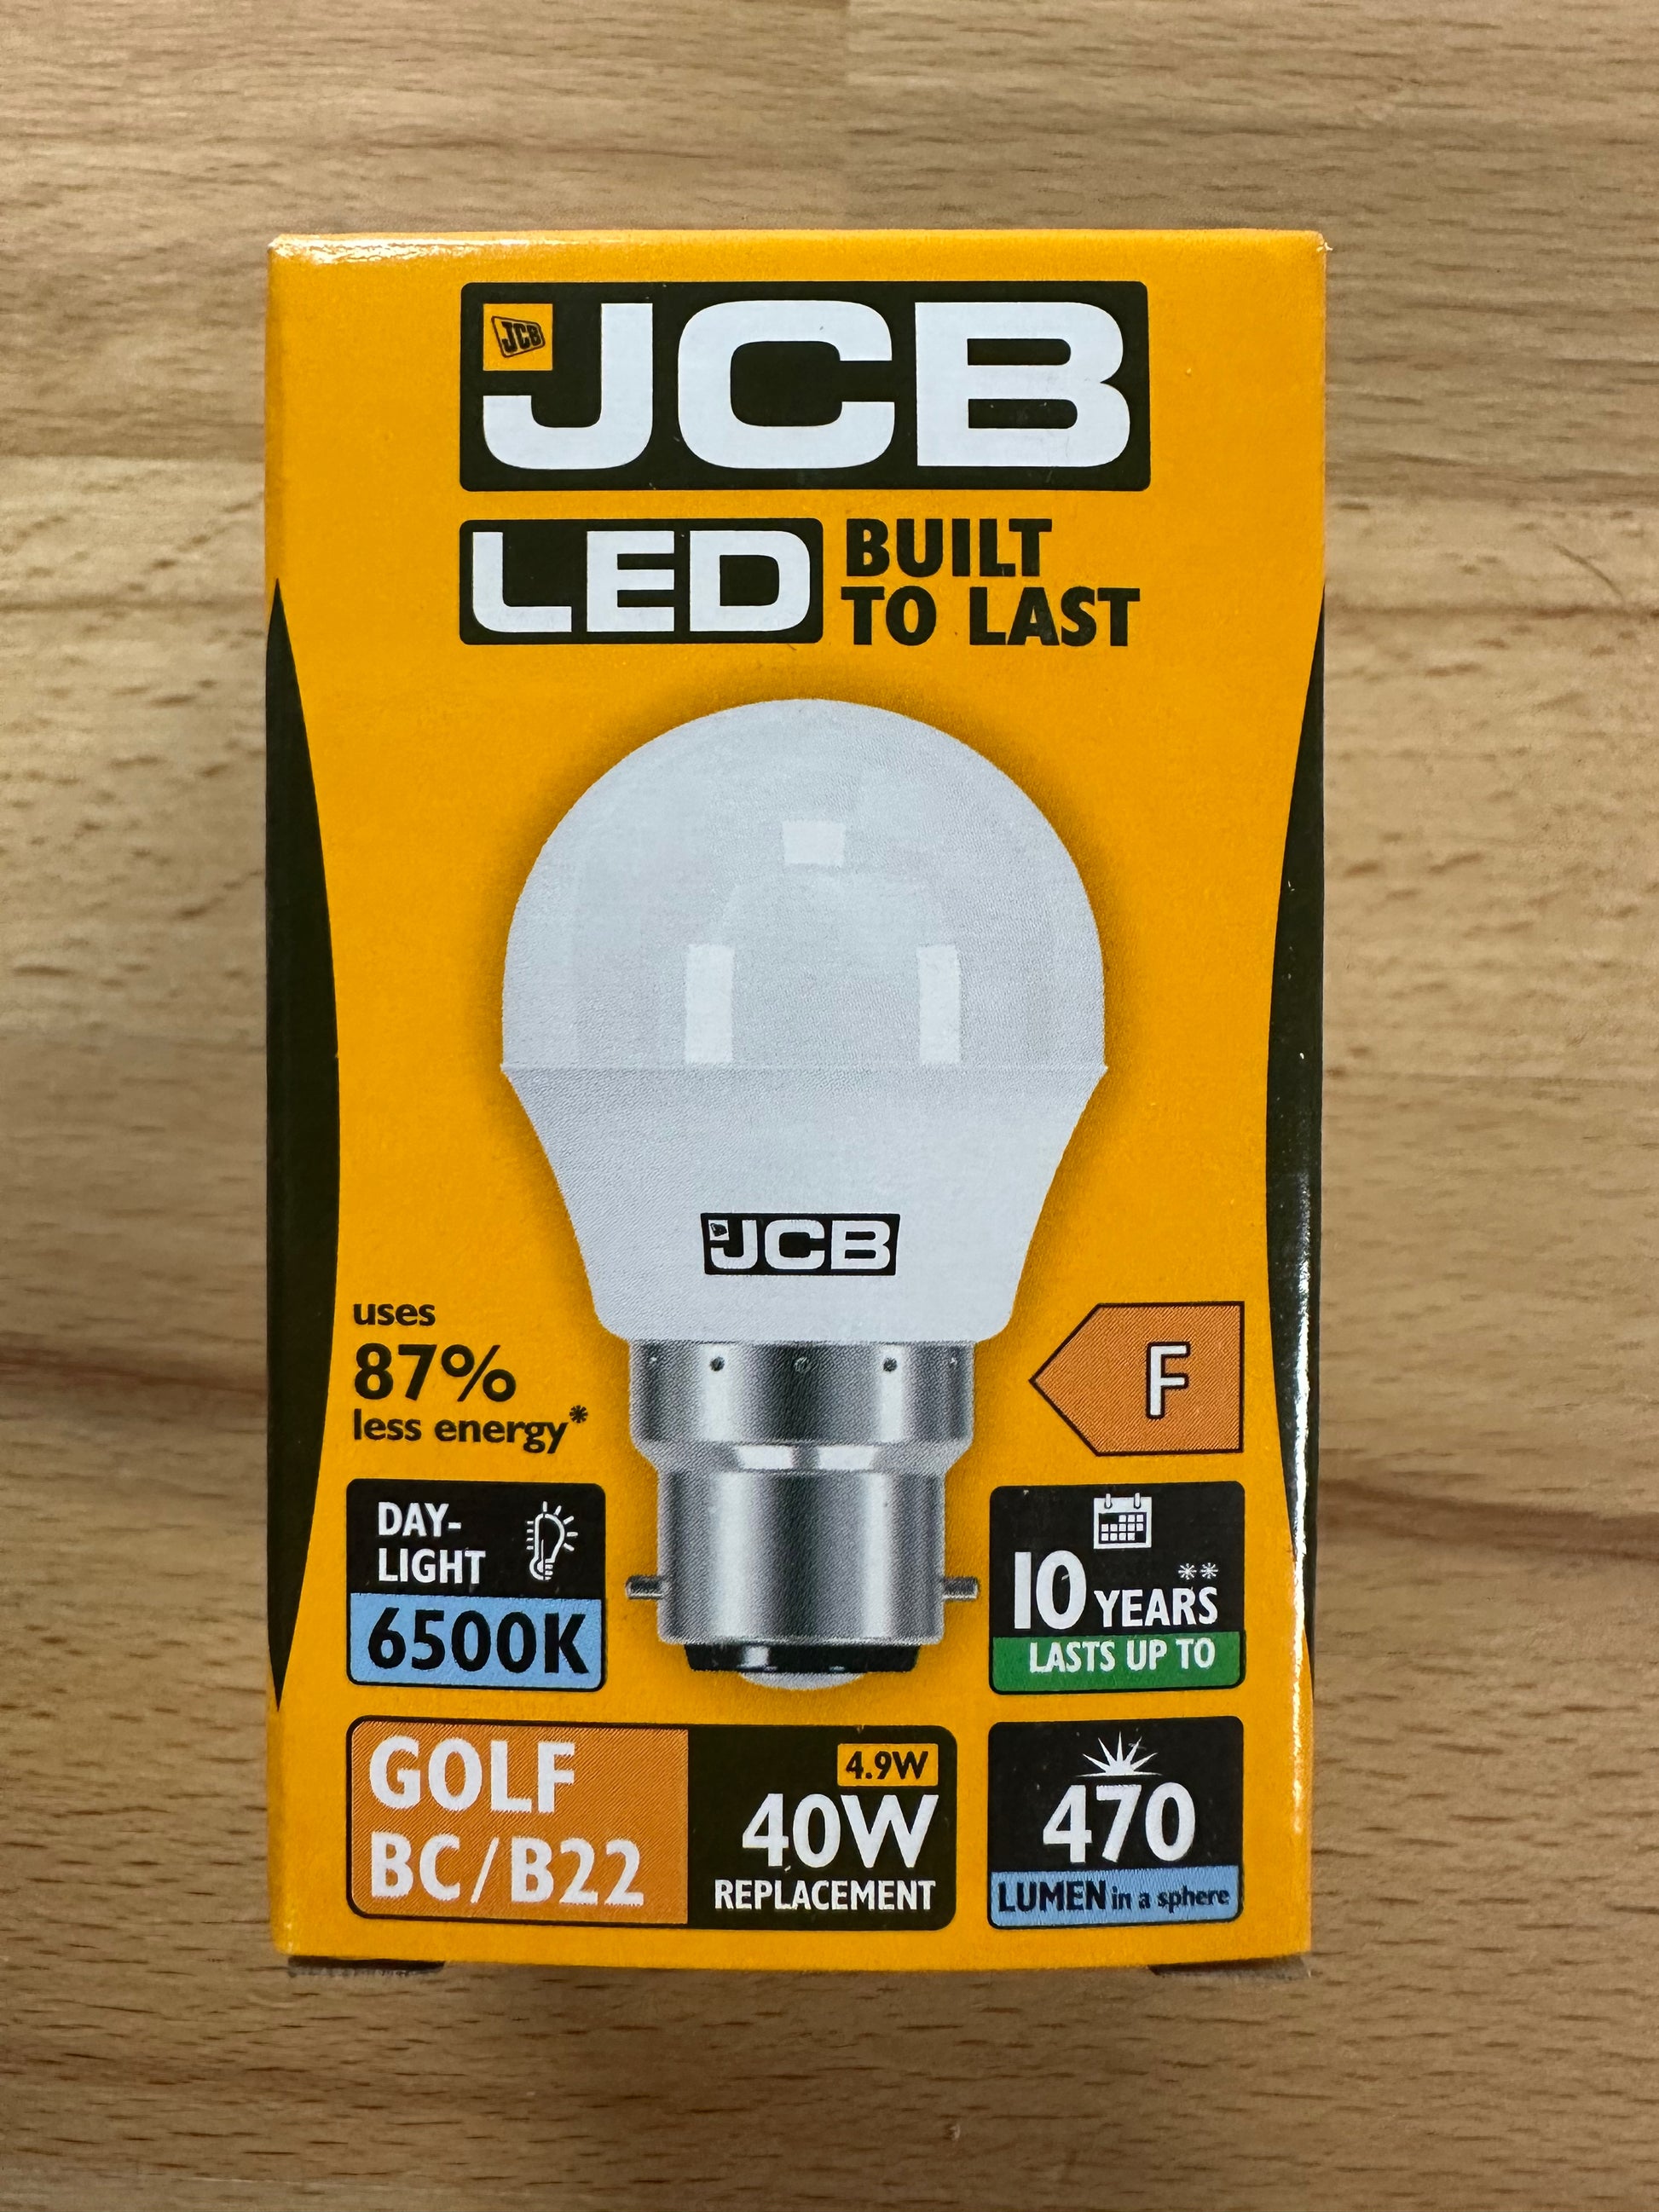 JCB
JCB
LED
BUILT
TO LAST
JCB
uses
87%
less energy*
F
DAY-
LIGHT
6500K
10 YEARS**
LASTS UP TO
GOLF
BC/B22
4.9W
40W
REPLACEMENT
470
LUMEN in a sphere